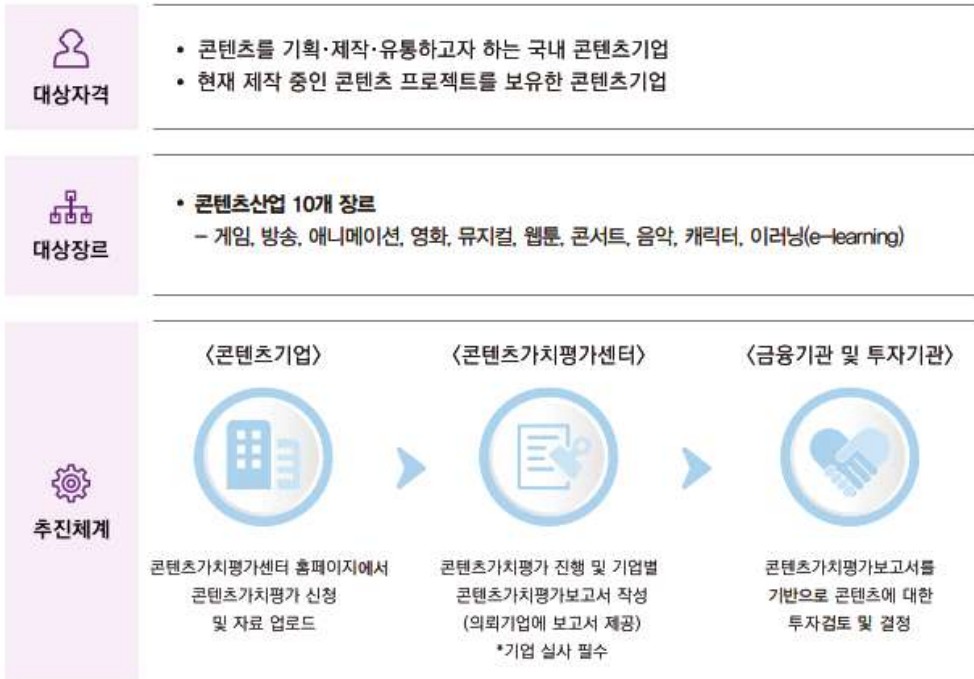 대상자격
• 콘텐츠를 기획·제작·유통하고자 하는 국내 콘텐츠기업
• 현재 제작 중인 콘텐츠 프로젝트를 보유한 콘텐츠기업
대상장르
• 콘텐츠산업 10개 장르
– 게임, 방송, 애니메이션, 영화, 뮤지컬, 웹툰, 콘서트, 음악, 캐릭터, 이러닝(e-learning)
추진체계
〈콘텐츠기업〉
콘텐츠가치평가센터 홈페이지에서
콘텐츠가치평가 신청
및 자료 업로드
〈콘텐츠가치평가센터〉
콘텐츠가치평가 진행 및 기업별
콘텐츠가치평가보고서 작성
(의뢰기업에 보고서 제공)
*기업 실사 필수
〈금융기관 및 투자기관〉
콘텐츠가치평가보고서를
기반으로 콘텐츠에 대한
투자검토 및 결정